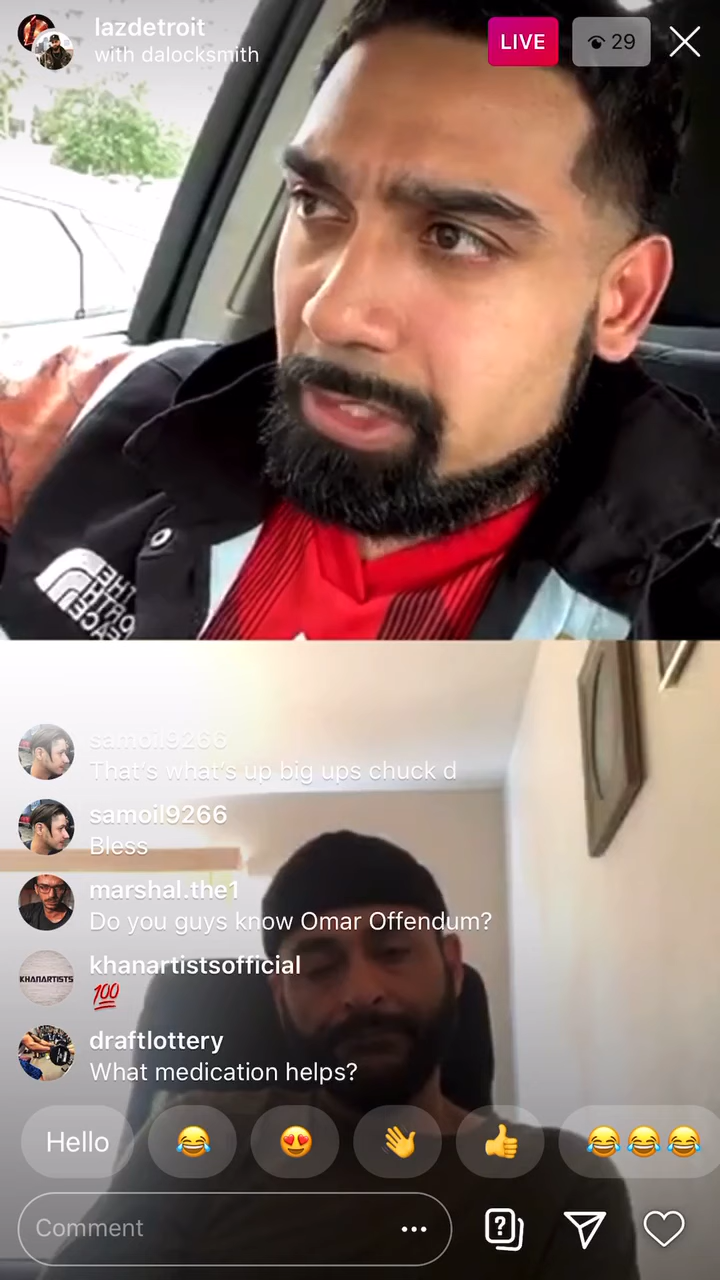 lazdetroit
with dalocksmith
LIVE
29
THE
NORTH
FACE
samoil9266
That's what's up big ups chuck d
samoil9266
Bless
marshal.the1
Do you guys know Omar Offendum?
khanartistsofficial
KHANARTISTS
💯
draftlottery
What medication helps?
Hello
😂
😍
👋
👍
😂😂😂
Comment